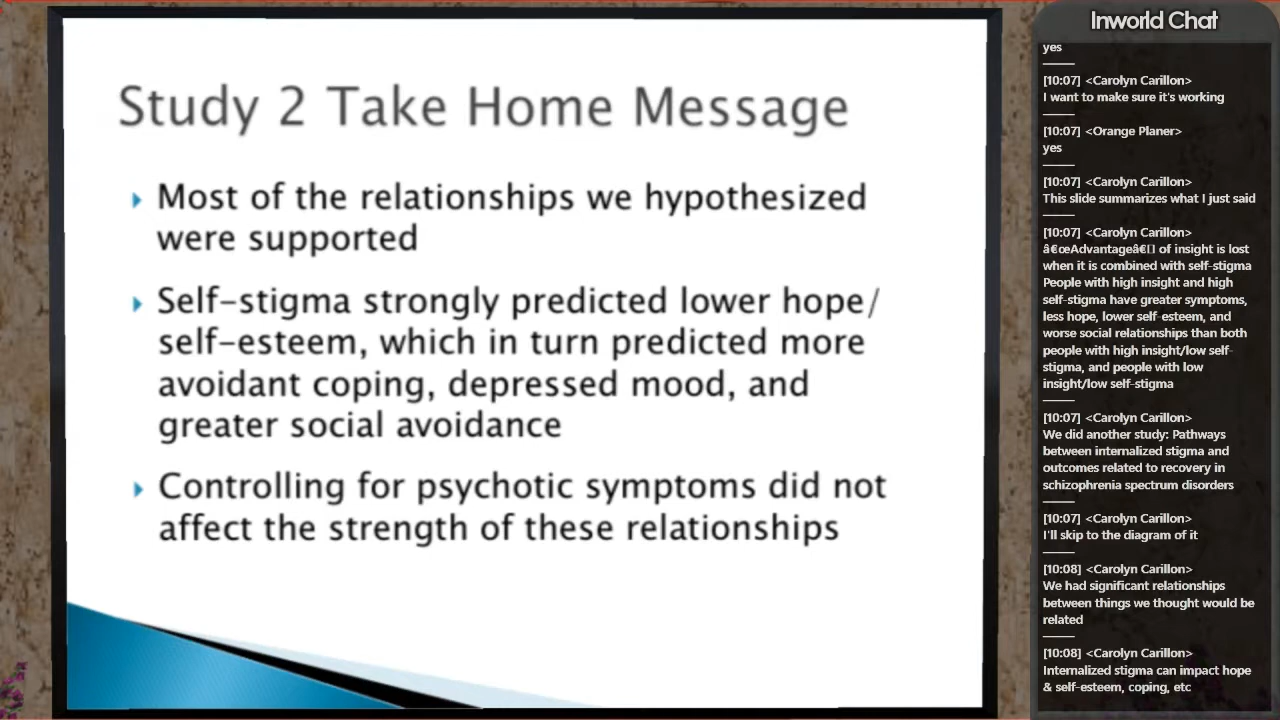 Study 2 Take Home Message
Most of the relationships we hypothesized
were supported
Self-stigma strongly predicted lower hope/
self-esteem, which in turn predicted more
avoidant coping, depressed mood, and
greater social avoidance
Controlling for psychotic symptoms did not
affect the strength of these relationships
Inworld Chat
yes
[10:07] <Carolyn Carillon>
I want to make sure it's working
[10:07] <Orange Planer>
yes
[10:07] <Carolyn Carillon>
This slide summarizes what I just said
[10:07] <Carolyn Carillon>
“Advantageâ€[] of insight is lost
when it is combined with self-stigma
People with high insight and high
self-stigma have greater symptoms,
less hope, lower self-esteem, and
worse social relationships than both
people with high insight/low self-
stigma, and people with low
insight/low self-stigma
[10:07] <Carolyn Carillon>
We did another study: Pathways
between internalized stigma and
outcomes related to recovery in
schizophrenia spectrum disorders
[10:07] <Carolyn Carillon>
I'll skip to the diagram of it
[10:08] <Carolyn Carillon>
We had significant relationships
between things we thought would be
related
[10:08] <Carolyn Carillon>
Internalized stigma can impact hope
& self-esteem, coping, etc